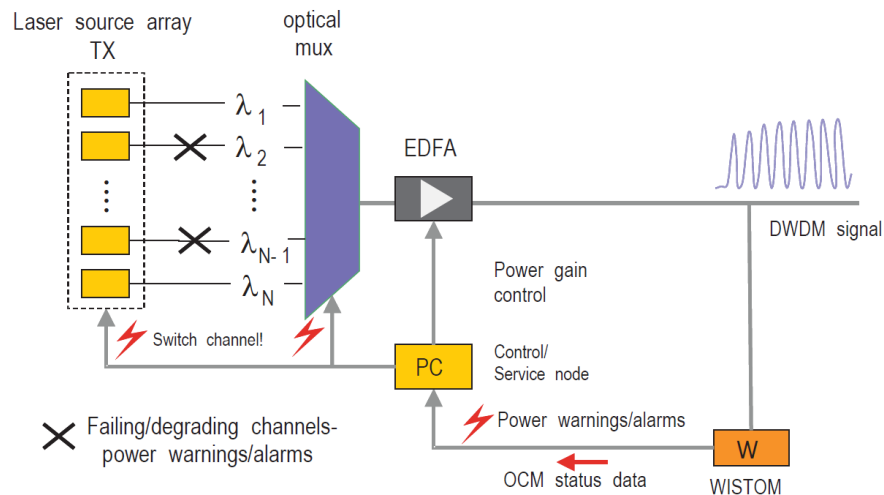 Laser source array
TX
optical
mux
λ1
λ2
EDFA
....
....
λN-1
λN
DWDM signal
Power gain
control
Switch channel!
PC
Control/
Service node
Failing/degrading channels-
power warnings/alarms
Power warnings/alarms
W
OCM status data
WISTOM